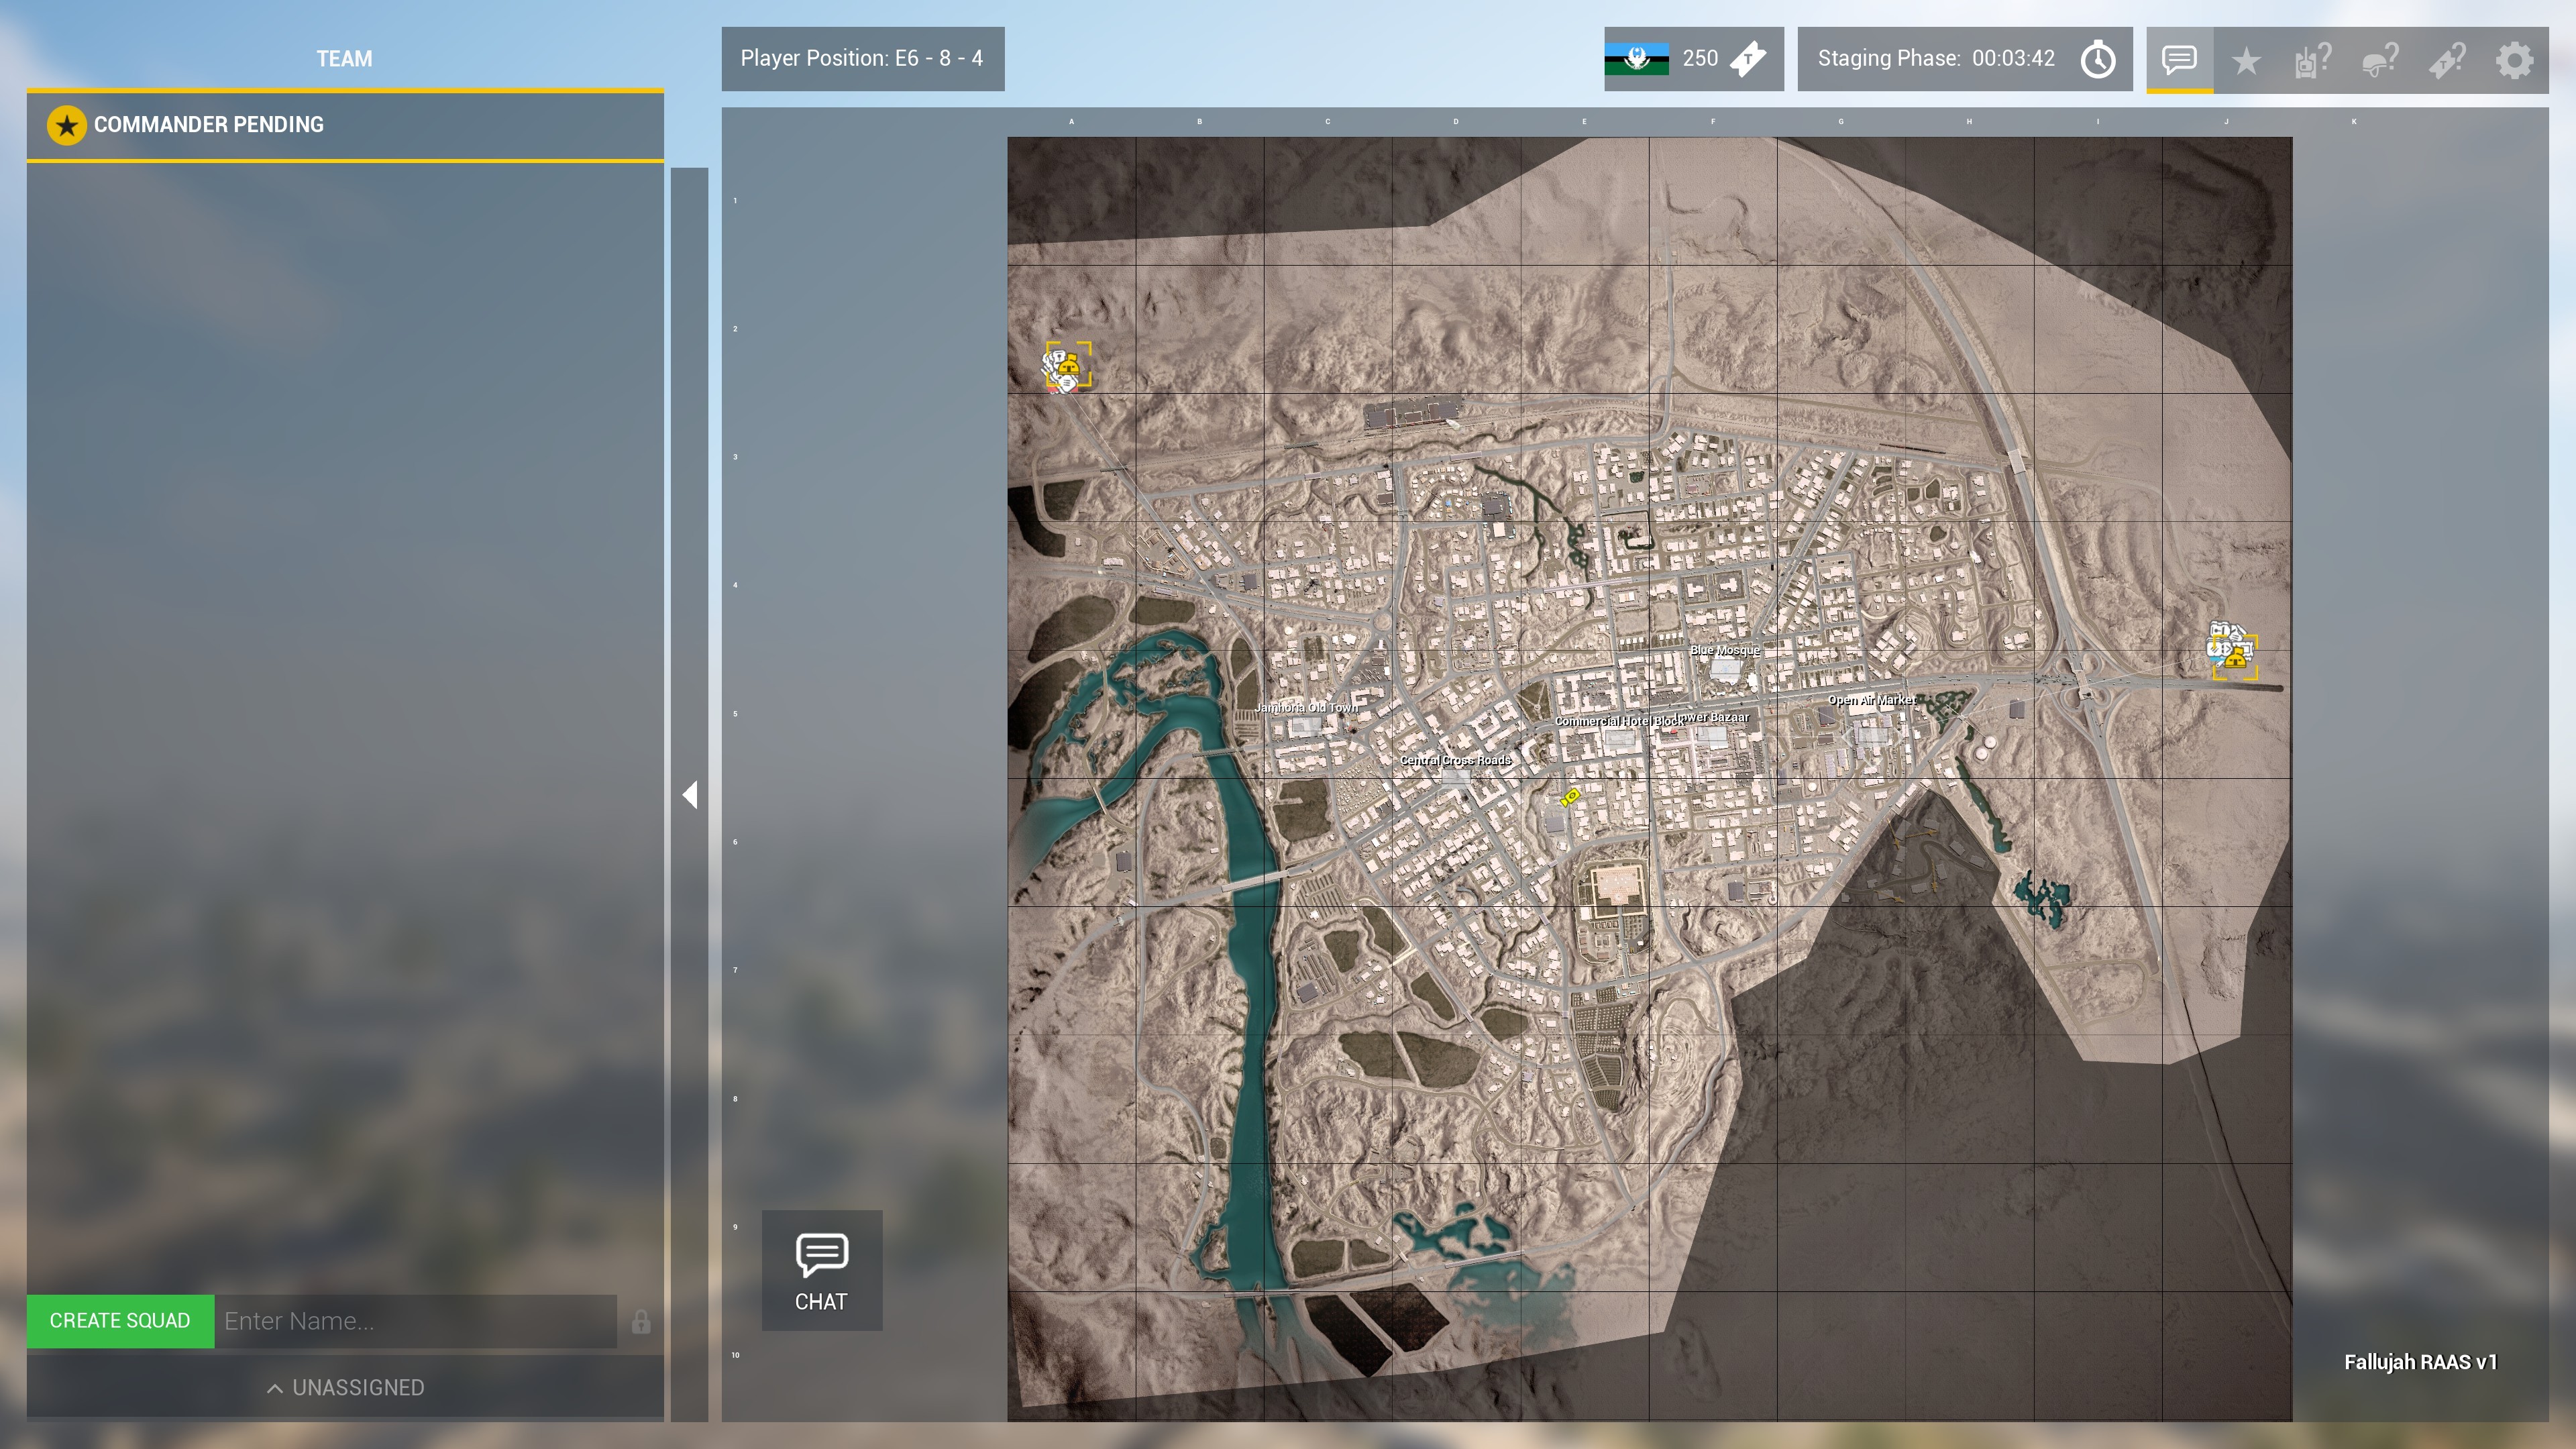 TEAM
Player Position: E6 - 8 - 4
250
Staging Phase: 00:03:42
COMMANDER PENDING
A B C D E F G H I J K
1
2
3
4
5
6
7
8
9
10
Blue Mosque
Open Air Market
Jamhoria Old Town
Commercial Hotel Block
Lower Bazaar
Central Cross Roads
CHAT
CREATE SQUAD
Enter Name...
UNASSIGNED
Fallujah RAAS v1